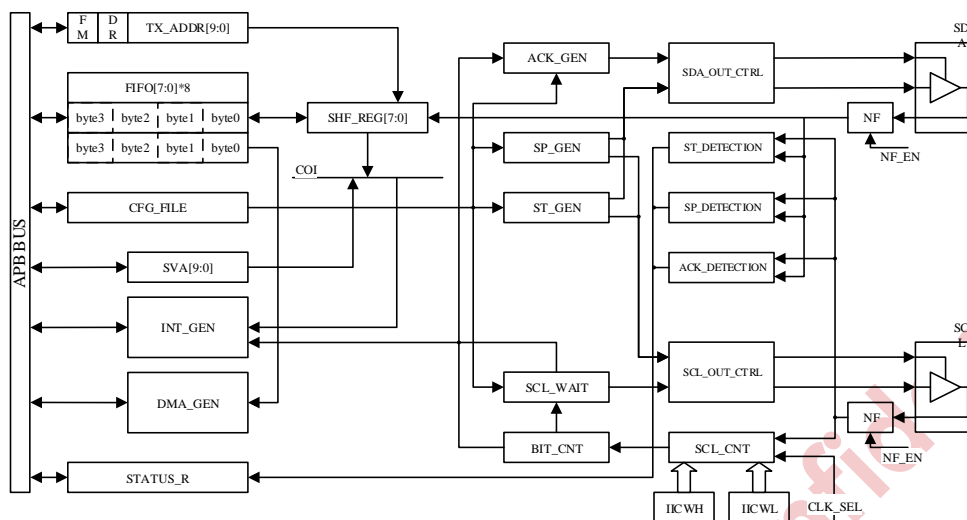 APB BUS
F
M
D
R
TX_ADDR[9:0]
FIFO[7:0]*8
byte3 byte2 byte1 byte0
byte3 byte2 byte1 byte0
SHF_REG[7:0]
COI
CFG_FILE
SVA[9:0]
INT_GEN
DMA_GEN
STATUS_R
ACK_GEN
SP_GEN
ST_GEN
SCL_WAIT
BIT_CNT
SDA_OUT_CTRL
ST_DETECTION
SP_DETECTION
ACK_DETECTION
SCL_OUT_CTRL
SCL_CNT
IICWH
IICWL
CLK_SEL
SD
A
NF
NF_EN
SC
L
NF
NF_EN